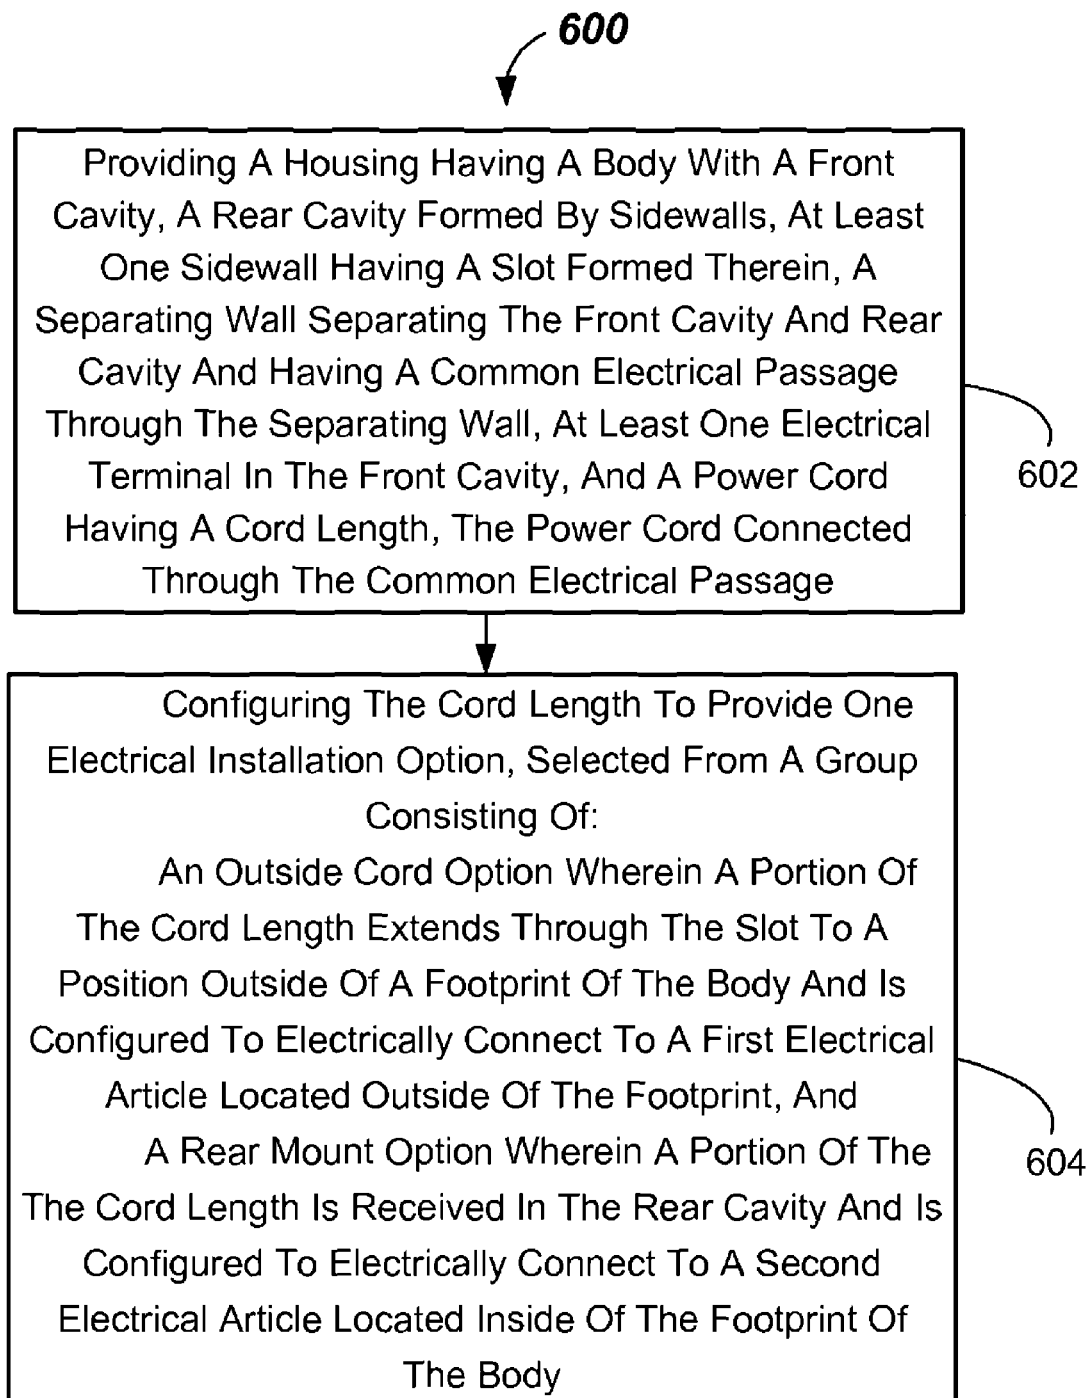 600
Providing A Housing Having A Body With A Front
Cavity, A Rear Cavity Formed By Sidewalls, At Least
One Sidewall Having A Slot Formed Therein, A
Separating Wall Separating The Front Cavity And Rear
Cavity And Having A Common Electrical Passage
Through The Separating Wall, At Least One Electrical
Terminal In The Front Cavity, And A Power Cord
Having A Cord Length, The Power Cord Connected
Through The Common Electrical Passage
602
Configuring The Cord Length To Provide One
Electrical Installation Option, Selected From A Group
Consisting Of:
An Outside Cord Option Wherein A Portion Of
The Cord Length Extends Through The Slot To A
Position Outside Of A Footprint Of The Body And Is
Configured To Electrically Connect To A First Electrical
Article Located Outside Of The Footprint, And
A Rear Mount Option Wherein A Portion Of The
The Cord Length Is Received In The Rear Cavity And Is
Configured To Electrically Connect To A Second
Electrical Article Located Inside Of The Footprint Of
The Body
604